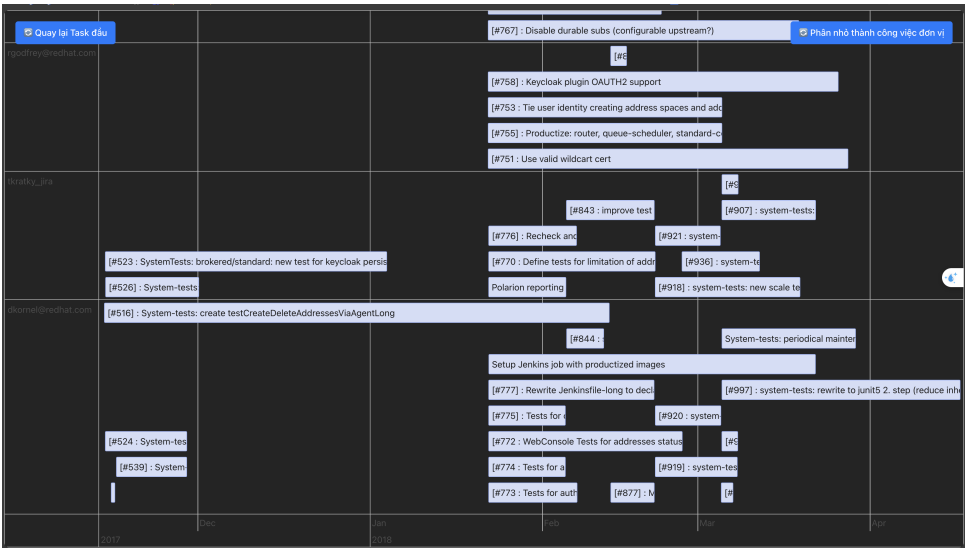 Quay lại Task đầu
[#767] : Disable durable subs (configurable upstream?)
Phân nhỏ thành công việc đơn vị
rgodfrey@redhat.com
[#8
[#758] : Keycloak plugin OAUTH2 support
[#753 : Tie user identity creating address spaces and add
[#755] : Productize: router, queue-scheduler, standard-c
[#751 : Use valid wildcart cert
tkratky_jira
[#9
[#843 : improve test
[#907] : system-tests:
[#776] : Recheck and
[#921 : system-
[#523 : SystemTests: brokered/standard: new test for keycloak persis
[#770 : Define tests for limitation of addr
[#936] : system-te
[#526] : System-tests
Polarion reporting
[#918] : system-tests: new scale te
dkornel@redhat.com
[#516] : System-tests: create testCreateDeleteAddressesViaAgentLong
[#844 :
System-tests: periodical mainter
Setup Jenkins job with productized images
[#777] : Rewrite Jenkinsfile-long to decl
[#997] : system-tests: rewrite to junit5 2. step (reduce inh
[#775] : Tests for
[#920 : system-
[#524 : System-tes
[#772 : WebConsole Tests for addresses status
[#9
[#539] : System-
[#774 : Tests for a
[#919] : system-tes
[#773 : Tests for auth
[#877] : M
[#
Dec
Jan
Feb
Mar
Apr
2017
2018